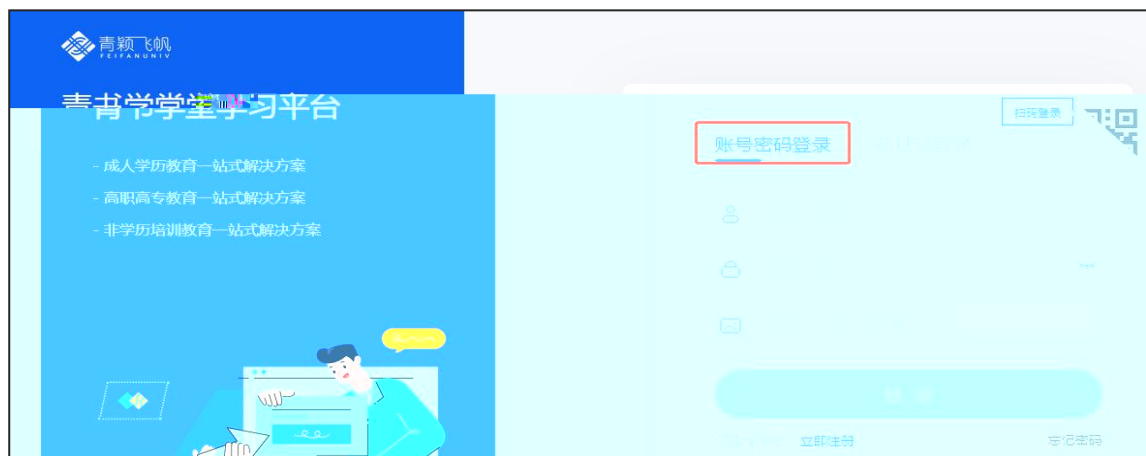 青颖飞帆
FEIFANUNIV
青书学学堂学习平台
- 成人学历教育一站式解决方案
- 高职高专教育一站式解决方案
- 非学历培训教育一站式解决方案
扫码登录
账号密码登录
登 录
立即注册
忘记密码